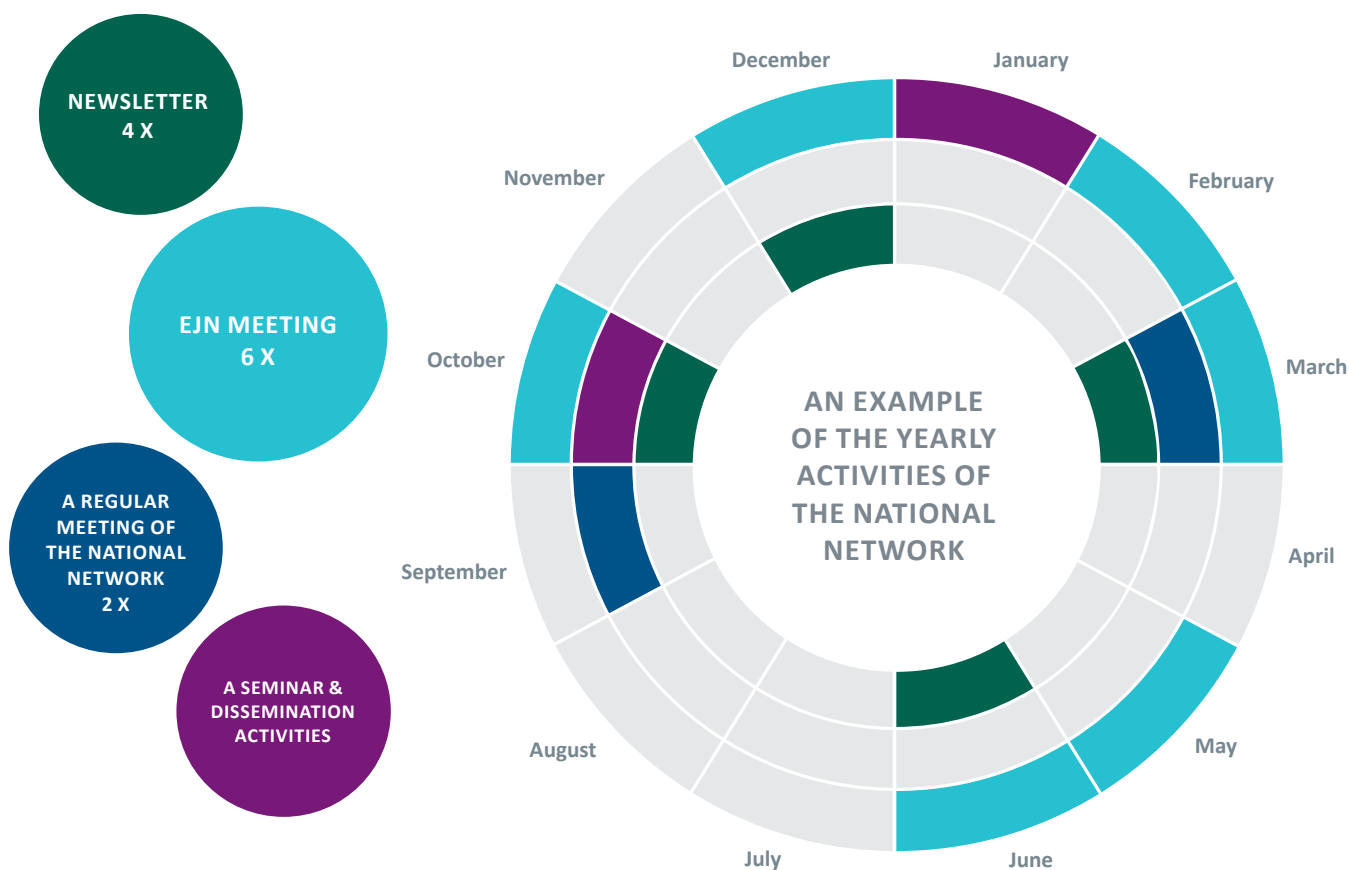 NEWSLETTER
4 X
EJN MEETING
6 X
A REGULAR
MEETING OF
THE NATIONAL
NETWORK
2 X
A SEMINAR &
DISSEMINATION
ACTIVITIES
January
February
March
April
May
June
July
August
September
October
November
December
AN EXAMPLE
OF THE YEARLY
ACTIVITIES OF
THE NATIONAL
NETWORK